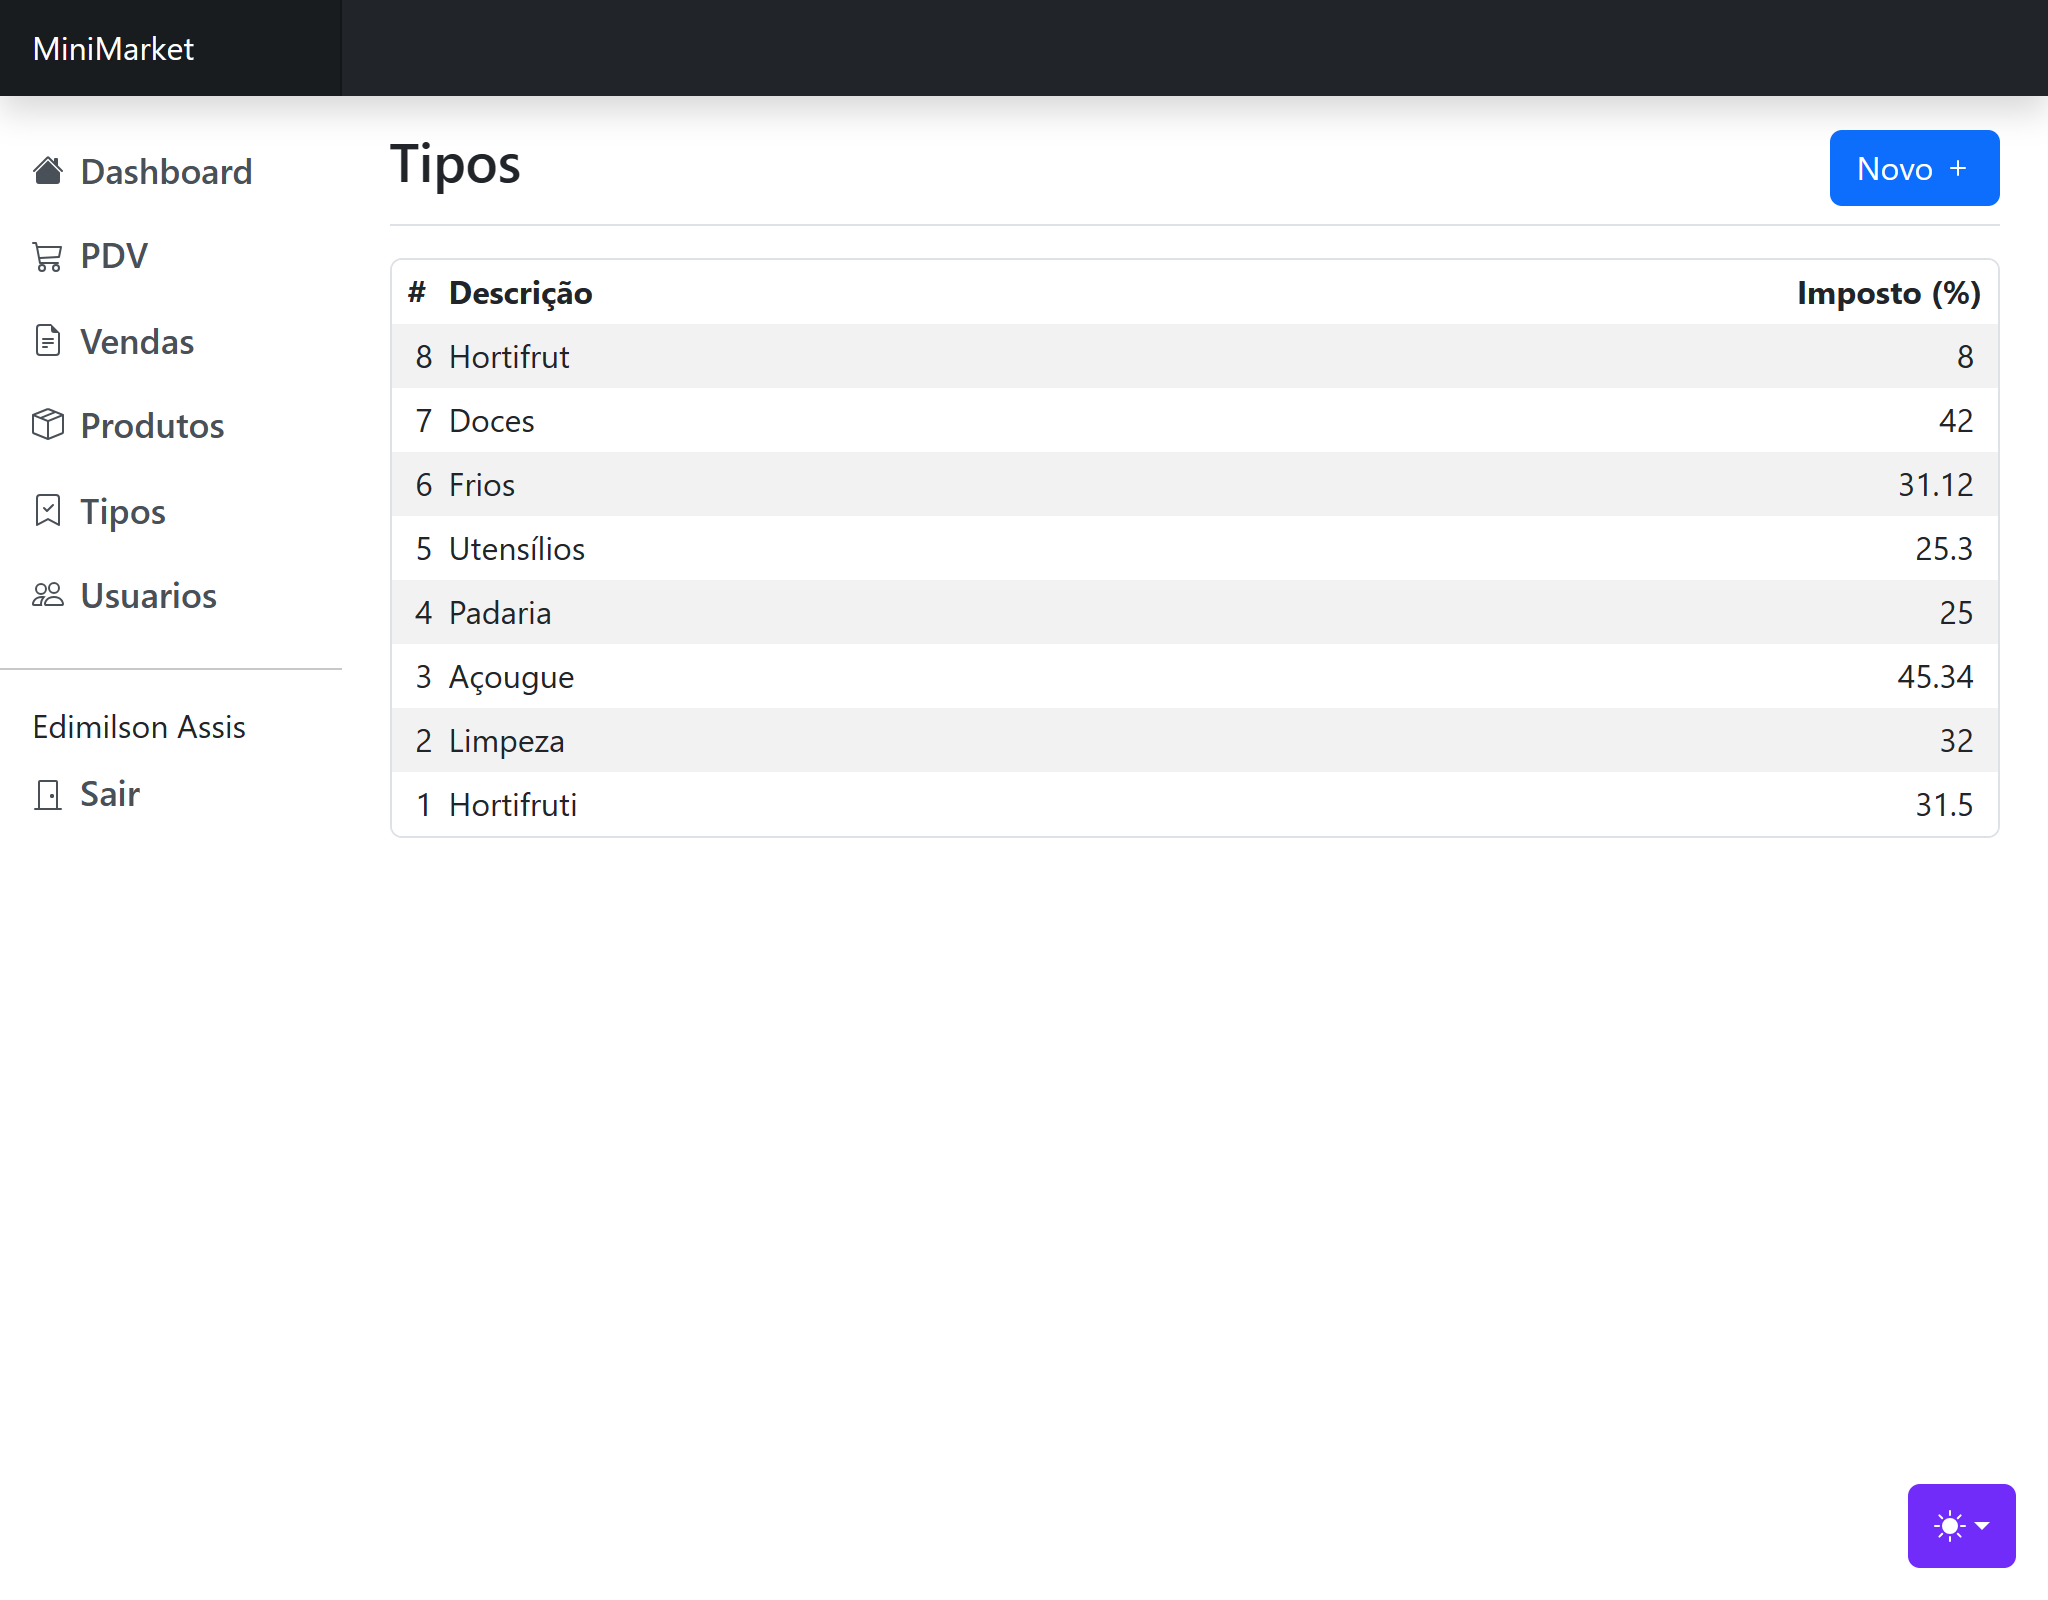 MiniMarket
Dashboard
PDV
Vendas
Produtos
Tipos
Usuarios
Edimilson Assis
Sair
Tipos
Novo +
# Descrição Imposto (%)
8 Hortifrut 8
7 Doces 42
6 Frios 31.12
5 Utensílios 25.3
4 Padaria 25
3 Açougue 45.34
2 Limpeza 32
1 Hortifruti 31.5